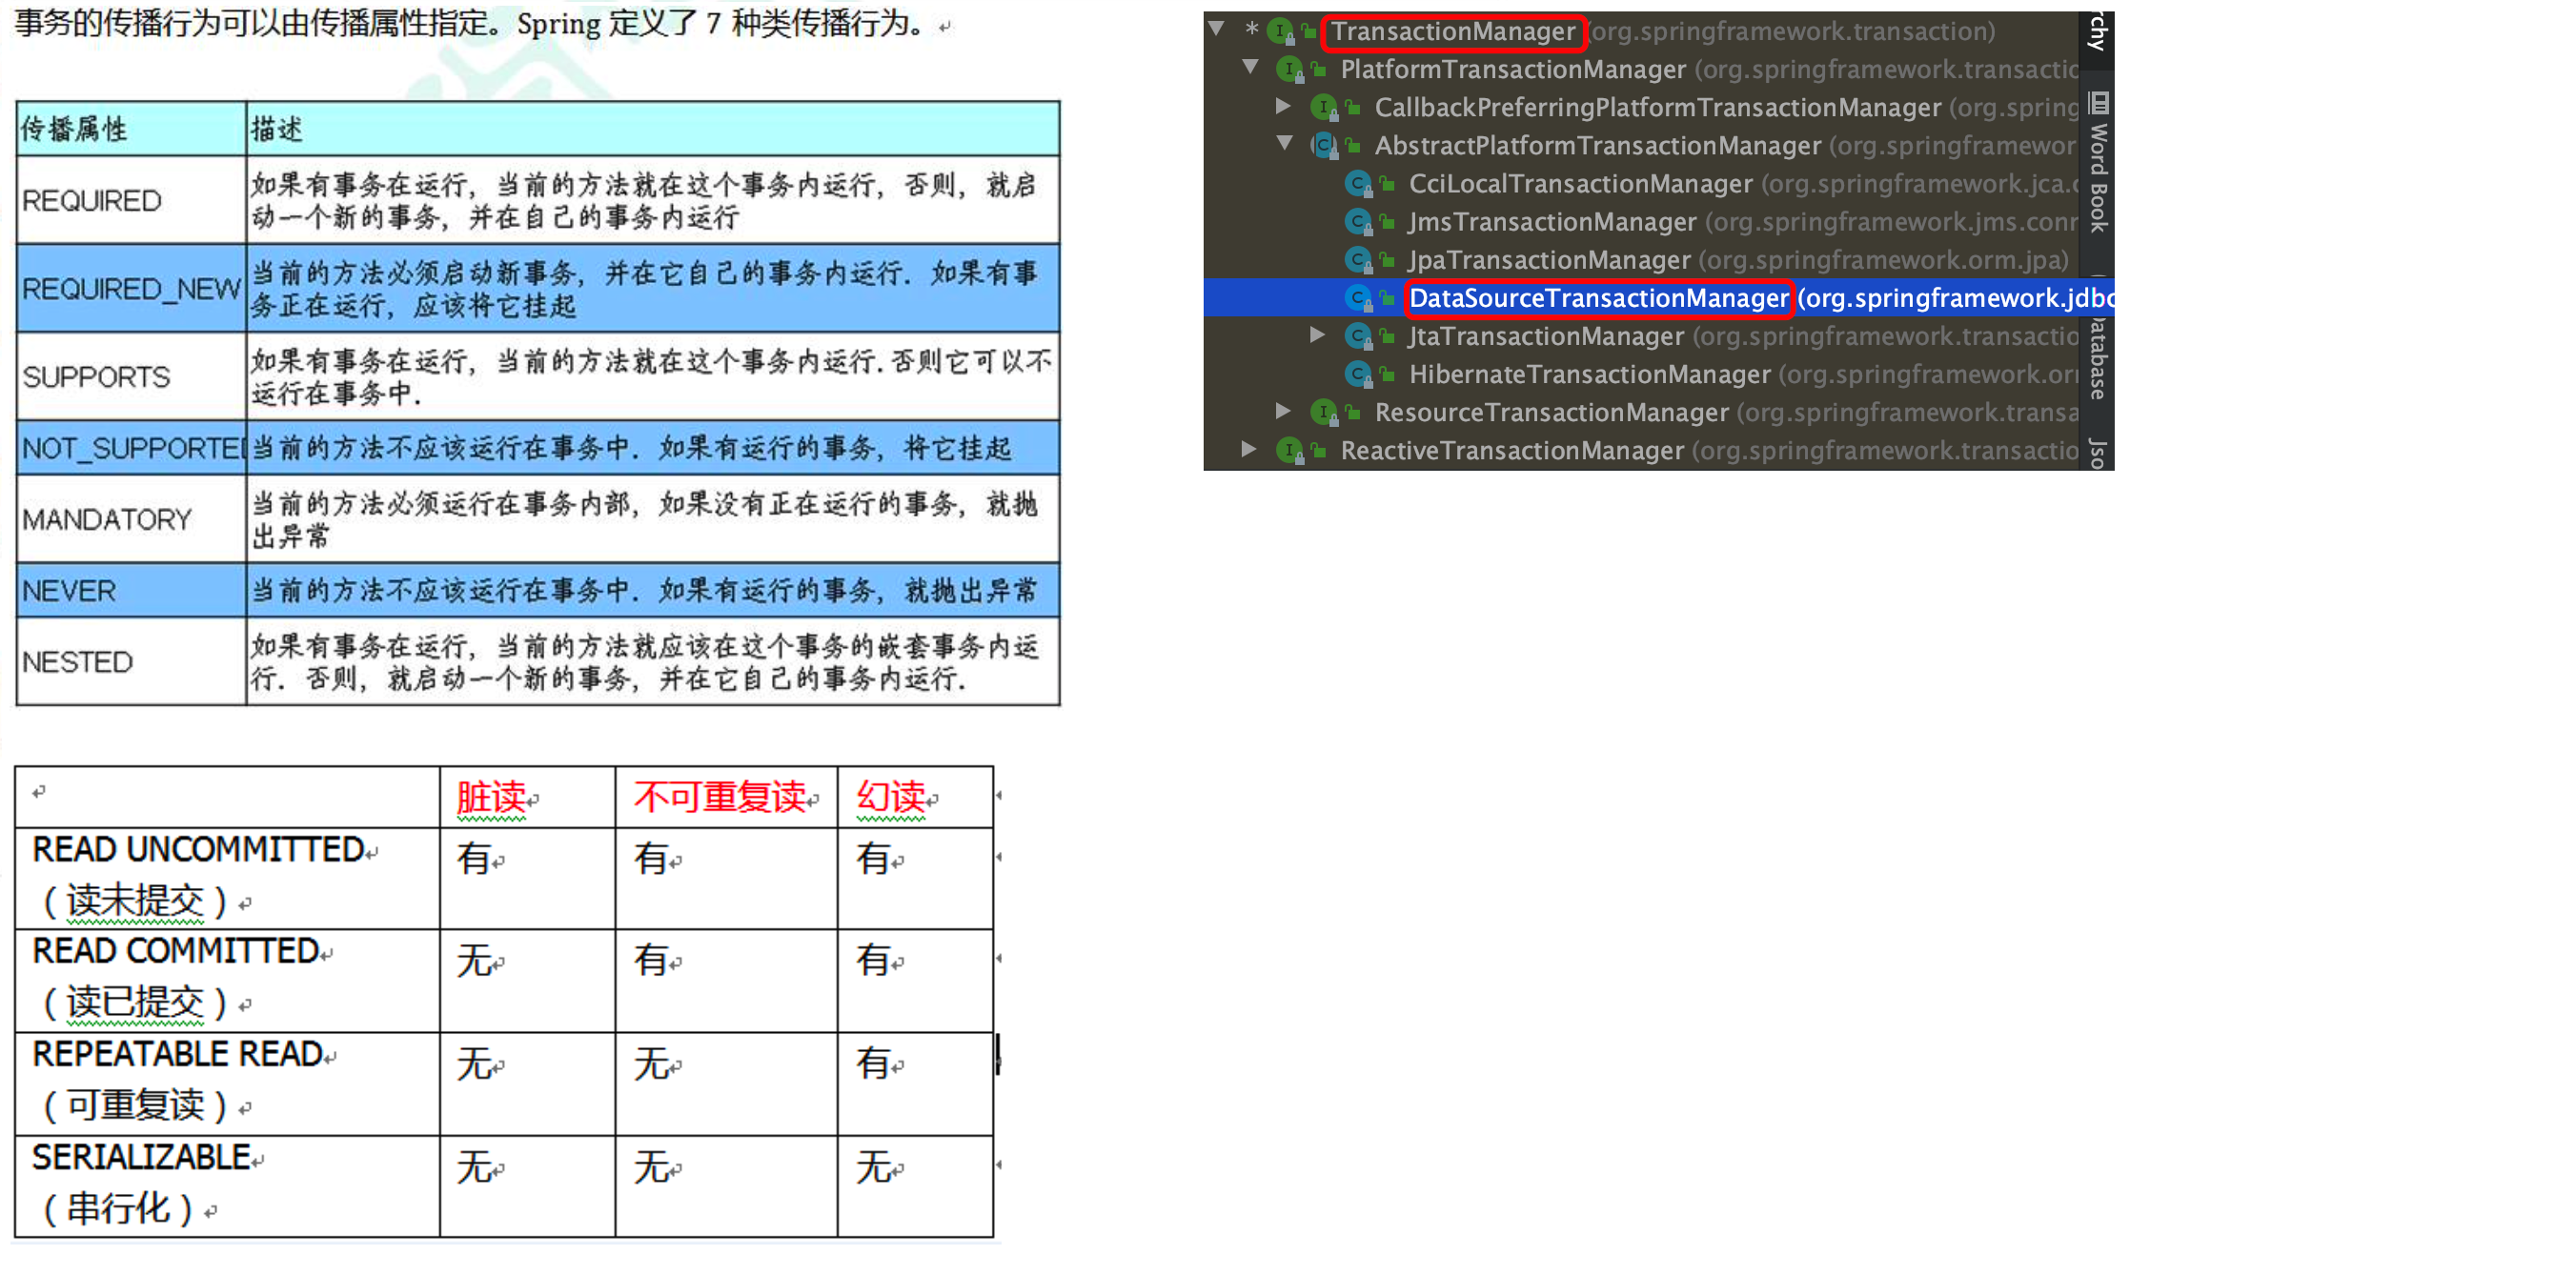 事务的传播行为可以由传播属性指定。Spring 定义了 7 种类传播行为。
传播属性 描述
REQUIRED 如果有事务在运行，当前的方法就在这个事务内运行，否则，就启
动一个新的事务，并在自己的事务内运行
REQUIRED_NEW 当前的方法必须启动新事务，并在它自己的事务内运行. 如果有事
务正在运行，应该将它挂起
SUPPORTS 如果有事务在运行，当前的方法就在这个事务内运行.否则它可以不
运行在事务中.
NOT_SUPPORTE 当前的方法不应该运行在事务中. 如果有运行的事务，将它挂起
MANDATORY 当前的方法必须运行在事务内部，如果没有正在运行的事务，就抛
出异常
NEVER 当前的方法不应该运行在事务中. 如果有运行的事务，就抛出异常
NESTED 如果有事务在运行，当前的方法就应该在这个事务的嵌套事务内运
行. 否则，就启动一个新的事务，并在它自己的事务内运行.
脏读 不可重复读 幻读
READ UNCOMMITTED 有 有 有
（读未提交）
READ COMMITTED 无 有 有
（读已提交）
REPEATABLE READ 无 无 有
（可重复读）
SERIALIZABLE 无 无 无
（串行化）
* TransactionManager (org.springframework.transaction)
PlatformTransactionManager (org.springframework.transactic
CallbackPreferringPlatformTransactionManager (org.spring
AbstractPlatformTransactionManager (org.springframewor
CciLocalTransactionManager (org.springframework.jca.c
JmsTransactionManager (org.springframework.jms.conr
JpaTransactionManager (org.springframework.orm.jpa)
DataSourceTransactionManager (org.springframework.jdbc
JtaTransactionManager (org.springframework.transactio
HibernateTransactionManager (org.springframework.orr
ResourceTransactionManager (org.springframework.transa
ReactiveTransactionManager (org.springframework.transactio
rchy
Word Book
Database
Jso